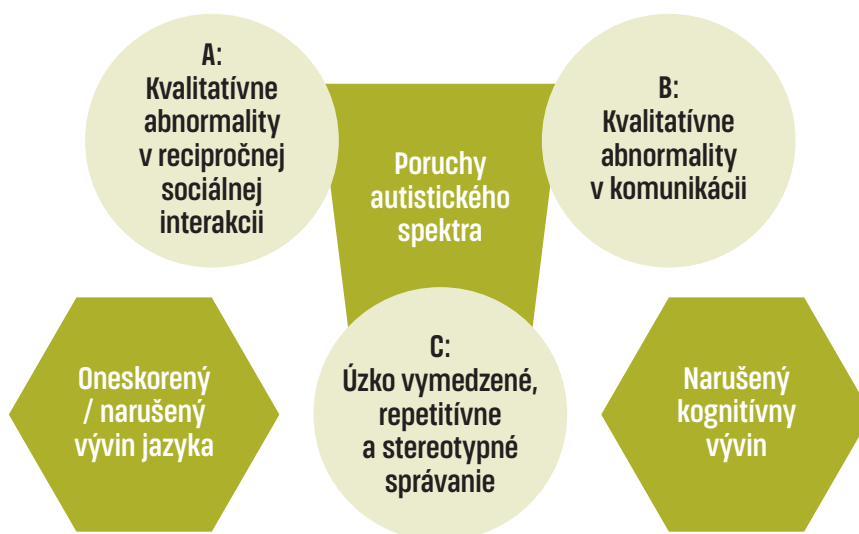 A:
Kvalitatívne
abnormality
v recipročnej
sociálnej
interakcii
Poruchy
autistického
spektra
B:
Kvalitatívne
abnormality
v komunikácii
Oneskorený
/ narušený
vývin jazyka
C:
Úzko vymedzené,
repetitívne
a stereotypné
správanie
Narušený
kognitívny
vývin